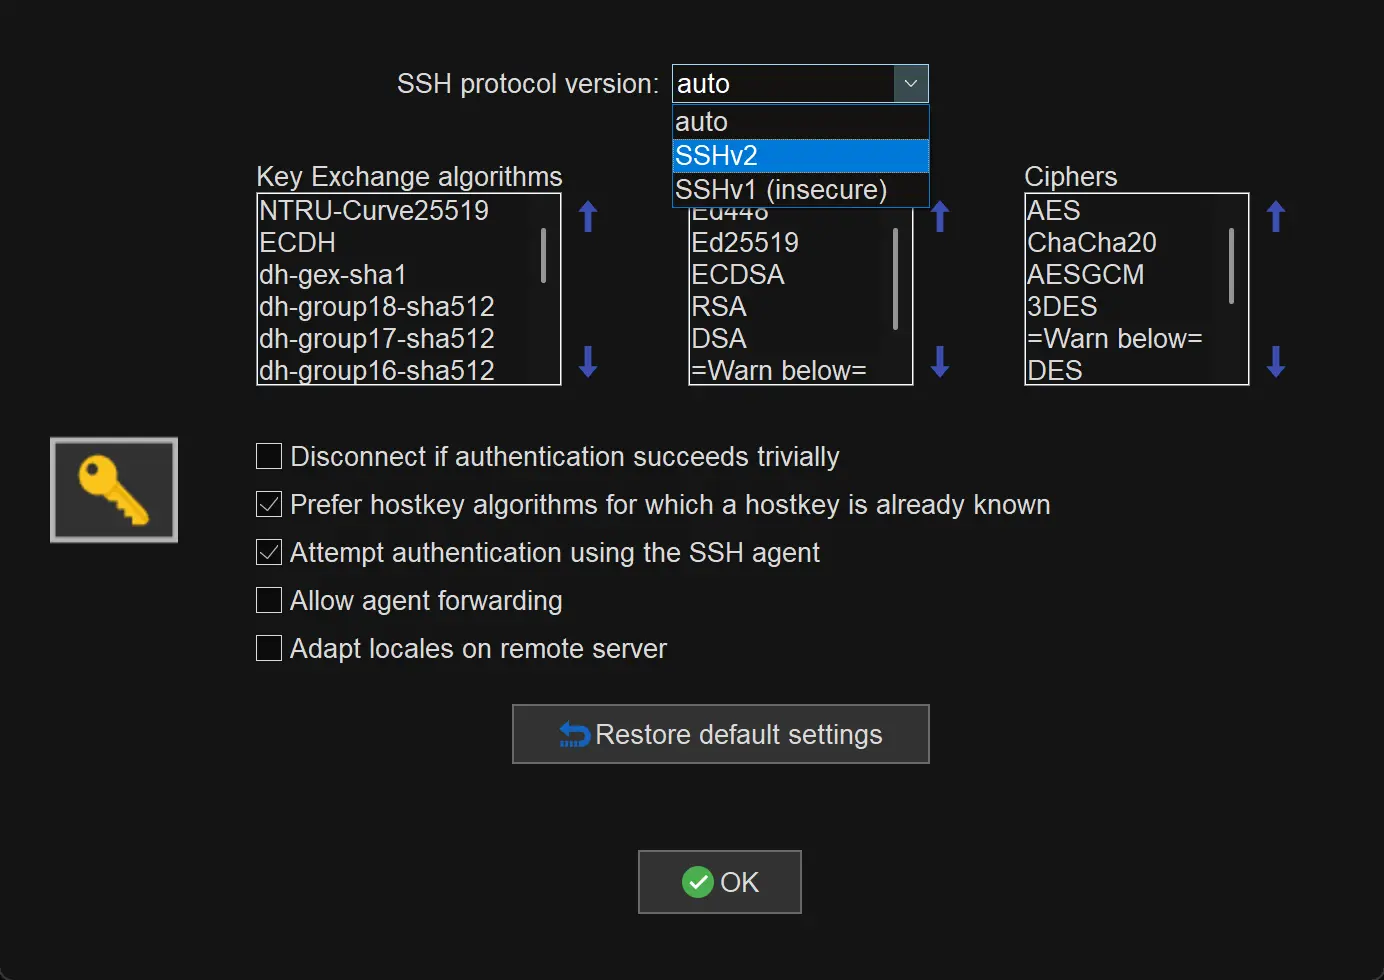 SSH protocol version: auto
auto
SSHv2
SSHv1 (insecure)
Key Exchange algorithms
NTRU-Curve25519
ECDH
dh-gex-sha1
dh-group18-sha512
dh-group17-sha512
dh-group16-sha512
Ed448
Ed25519
ECDSA
RSA
DSA
=Warn below=
Ciphers
AES
ChaCha20
AESGCM
3DES
=Warn below=
DES
Disconnect if authentication succeeds trivially
Prefer hostkey algorithms for which a hostkey is already known
Attempt authentication using the SSH agent
Allow agent forwarding
Adapt locales on remote server
Restore default settings
OK